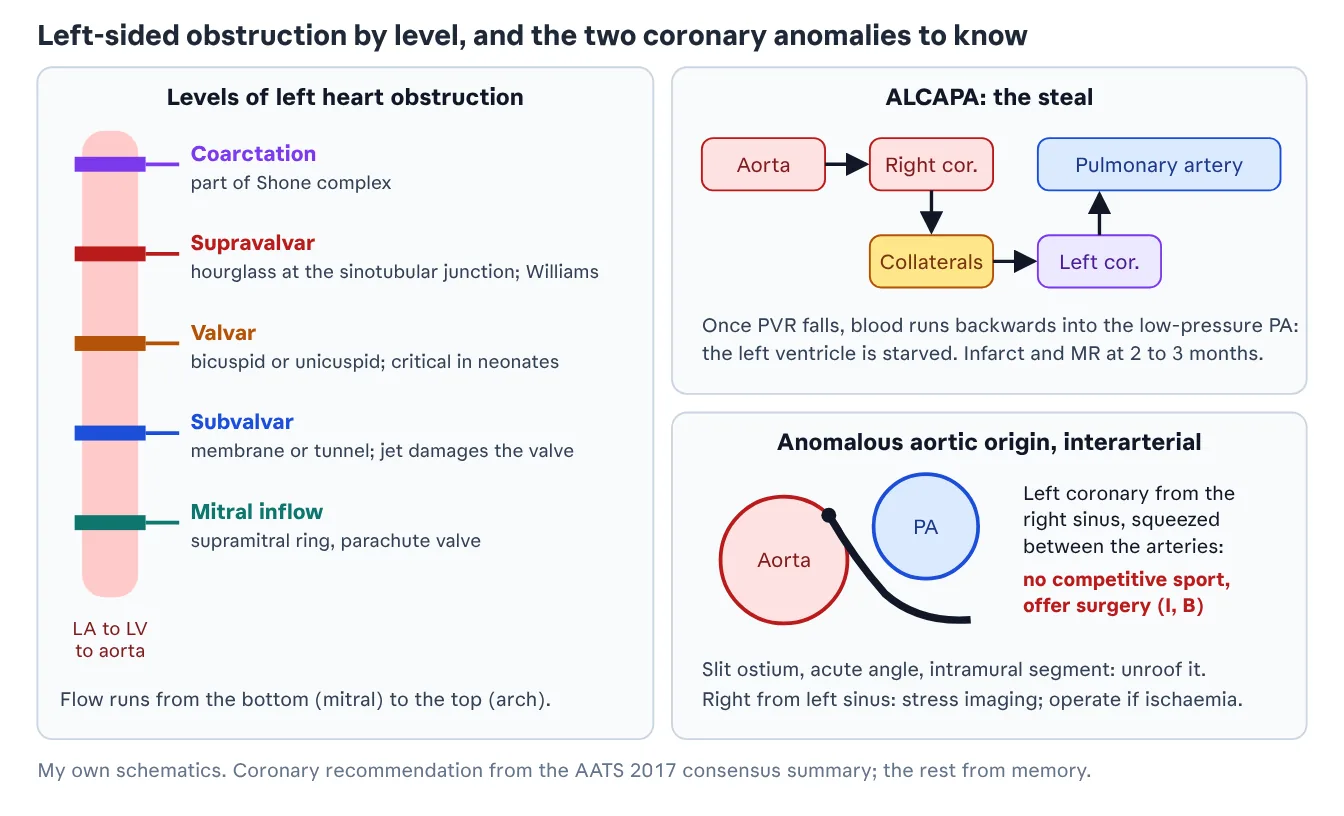 Left-sided obstruction by level, and the two coronary anomalies to know
Levels of left heart obstruction
Coarctation
part of Shone complex
Supravalvar
hourglass at the sinotubular junction; Williams
Valvar
bicuspid or unicuspid; critical in neonates
Subvalvar
membrane or tunnel; jet damages the valve
Mitral inflow
supramitral ring, parachute valve
LA to LV
to aorta
Flow runs from the bottom (mitral) to the top (arch).
ALCAPA: the steal
Aorta
Right cor.
Pulmonary artery
Collaterals
Left cor.
Once PVR falls, blood runs backwards into the low-pressure PA:
the left ventricle is starved. Infarct and MR at 2 to 3 months.
Anomalous aortic origin, interarterial
Aorta
PA
Left coronary from the
right sinus, squeezed
between the arteries:
no competitive sport,
offer surgery (I, B)
Slit ostium, acute angle, intramural segment: unroof it.
Right from left sinus: stress imaging; operate if ischaemia.
My own schematics. Coronary recommendation from the AATS 2017 consensus summary; the rest from memory.